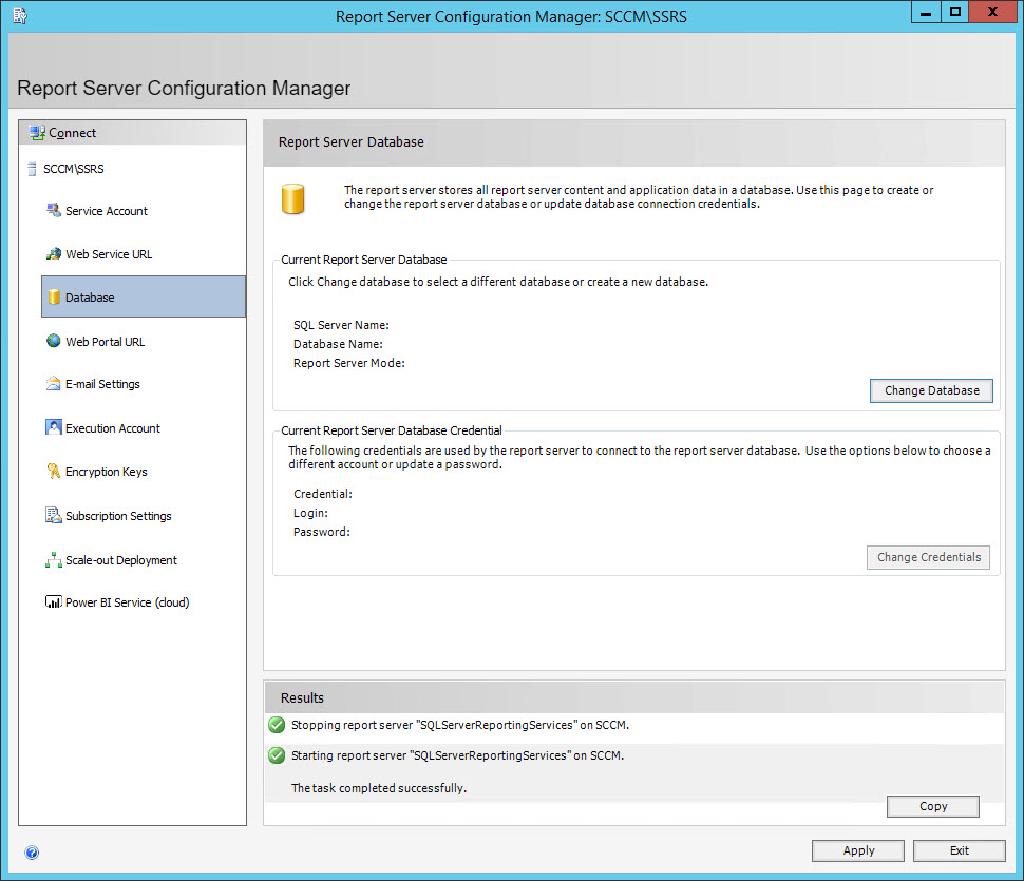 Report Server Configuration Manager: SCCM\SSRS
Report Server Configuration Manager
Connect
SCCM\SSRS
Service Account
Web Service URL
Database
Web Portal URL
E-mail Settings
Execution Account
Encryption Keys
Subscription Settings
Scale-out Deployment
Power BI Service (cloud)
Report Server Database
The report server stores all report server content and application data in a database. Use this page to create or
change the report server database or update database connection credentials.
Current Report Server Database
Click Change database to select a different database or create a new database.
SQL Server Name:
Database Name:
Report Server Mode:
Change Database
Current Report Server Database Credential
The following credentials are used by the report server to connect to the report server database. Use the options below to choose a
different account or update a password.
Credential:
Login:
Password:
Change Credentials
Results
Stopping report server "SQLServerReportingServices" on SCCM.
Starting report server "SQLServerReportingServices" on SCCM.
The task completed successfully.
Copy
Apply
Exit